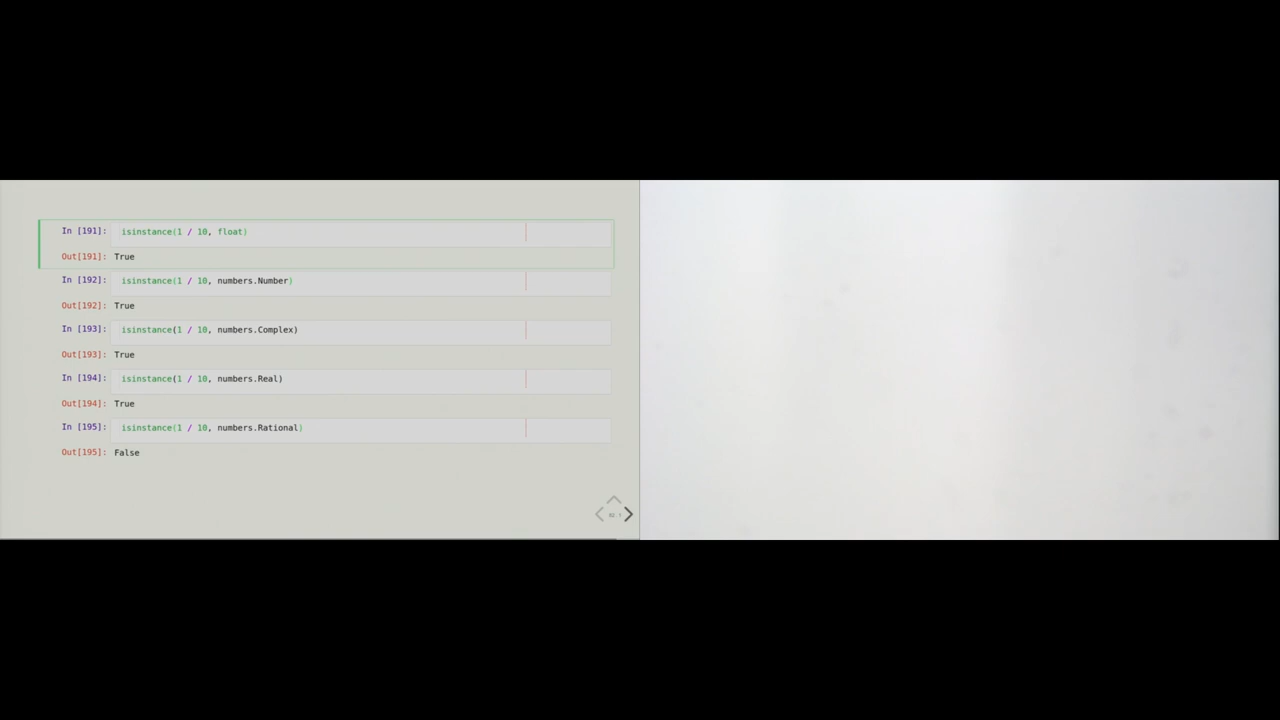 In [191]: isinstance(1 / 10, float)
Out[191]: True
In [192]: isinstance(1 / 10, numbers.Number)
Out[192]: True
In [193]: isinstance(1 / 10, numbers.Complex)
Out[193]: True
In [194]: isinstance(1 / 10, numbers.Real)
Out[194]: True
In [195]: isinstance(1 / 10, numbers.Rational)
Out[195]: False